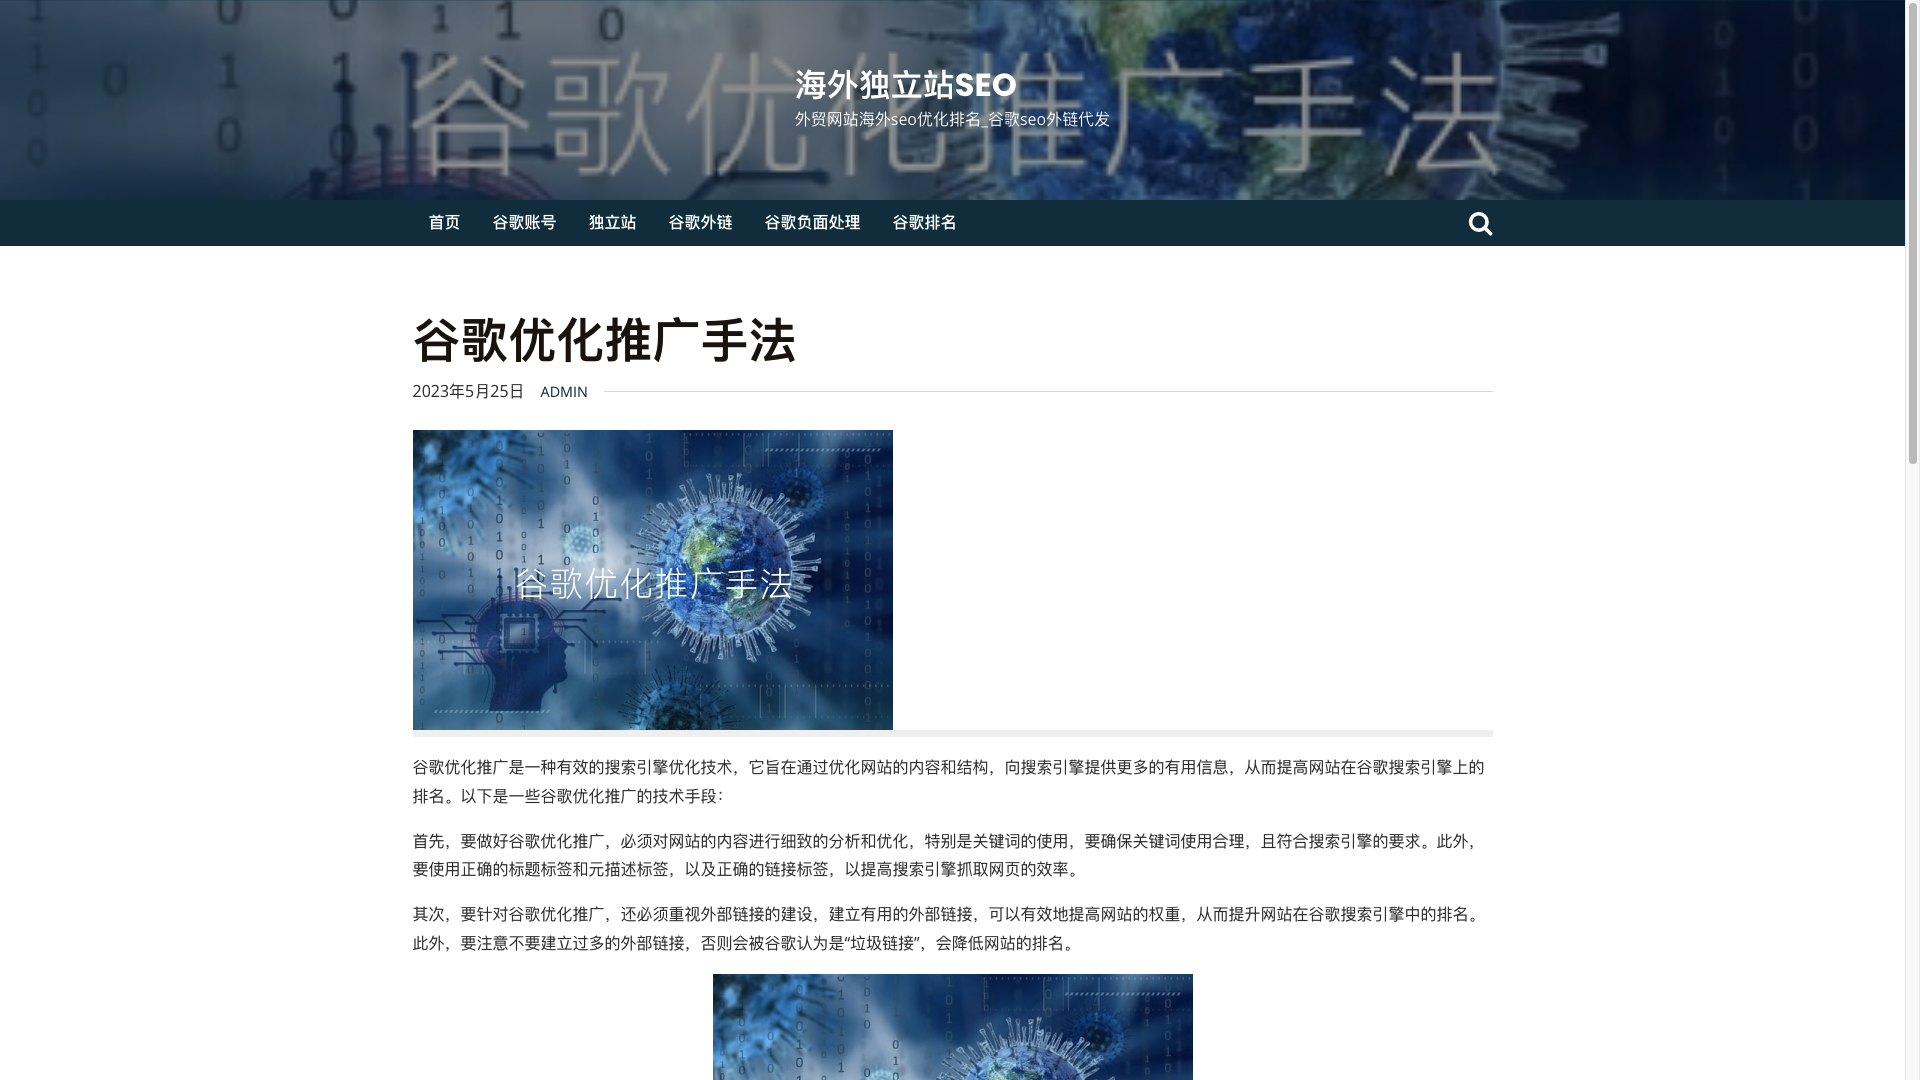 谷歌优化推广手法
海外独立站SEO
外贸网站海外seo优化排名_谷歌seo外链代发
首页 谷歌账号 独立站 谷歌外链 谷歌负面处理 谷歌排名
谷歌优化推广手法
2023年5月25日 ADMIN
谷歌优化推广手法
谷歌优化推广是一种有效的搜索引擎优化技术，它旨在通过优化网站的内容和结构，向搜索引擎提供更多的有用信息，从而提高网站在谷歌搜索引擎上的
排名。以下是一些谷歌优化推广的技术手段：
首先，要做好谷歌优化推广，必须对网站的内容进行细致的分析和优化，特别是关键词的使用，要确保关键词使用合理，且符合搜索引擎的要求。此外，
要使用正确的标题标签和元描述标签，以及正确的链接标签，以提高搜索引擎抓取网页的效率。
其次，要针对谷歌优化推广，还必须重视外部链接的建设，建立有用的外部链接，可以有效地提高网站的权重，从而提升网站在谷歌搜索引擎中的排名。
此外，要注意不要建立过多的外部链接，否则会被谷歌认为是“垃圾链接”，会降低网站的排名。